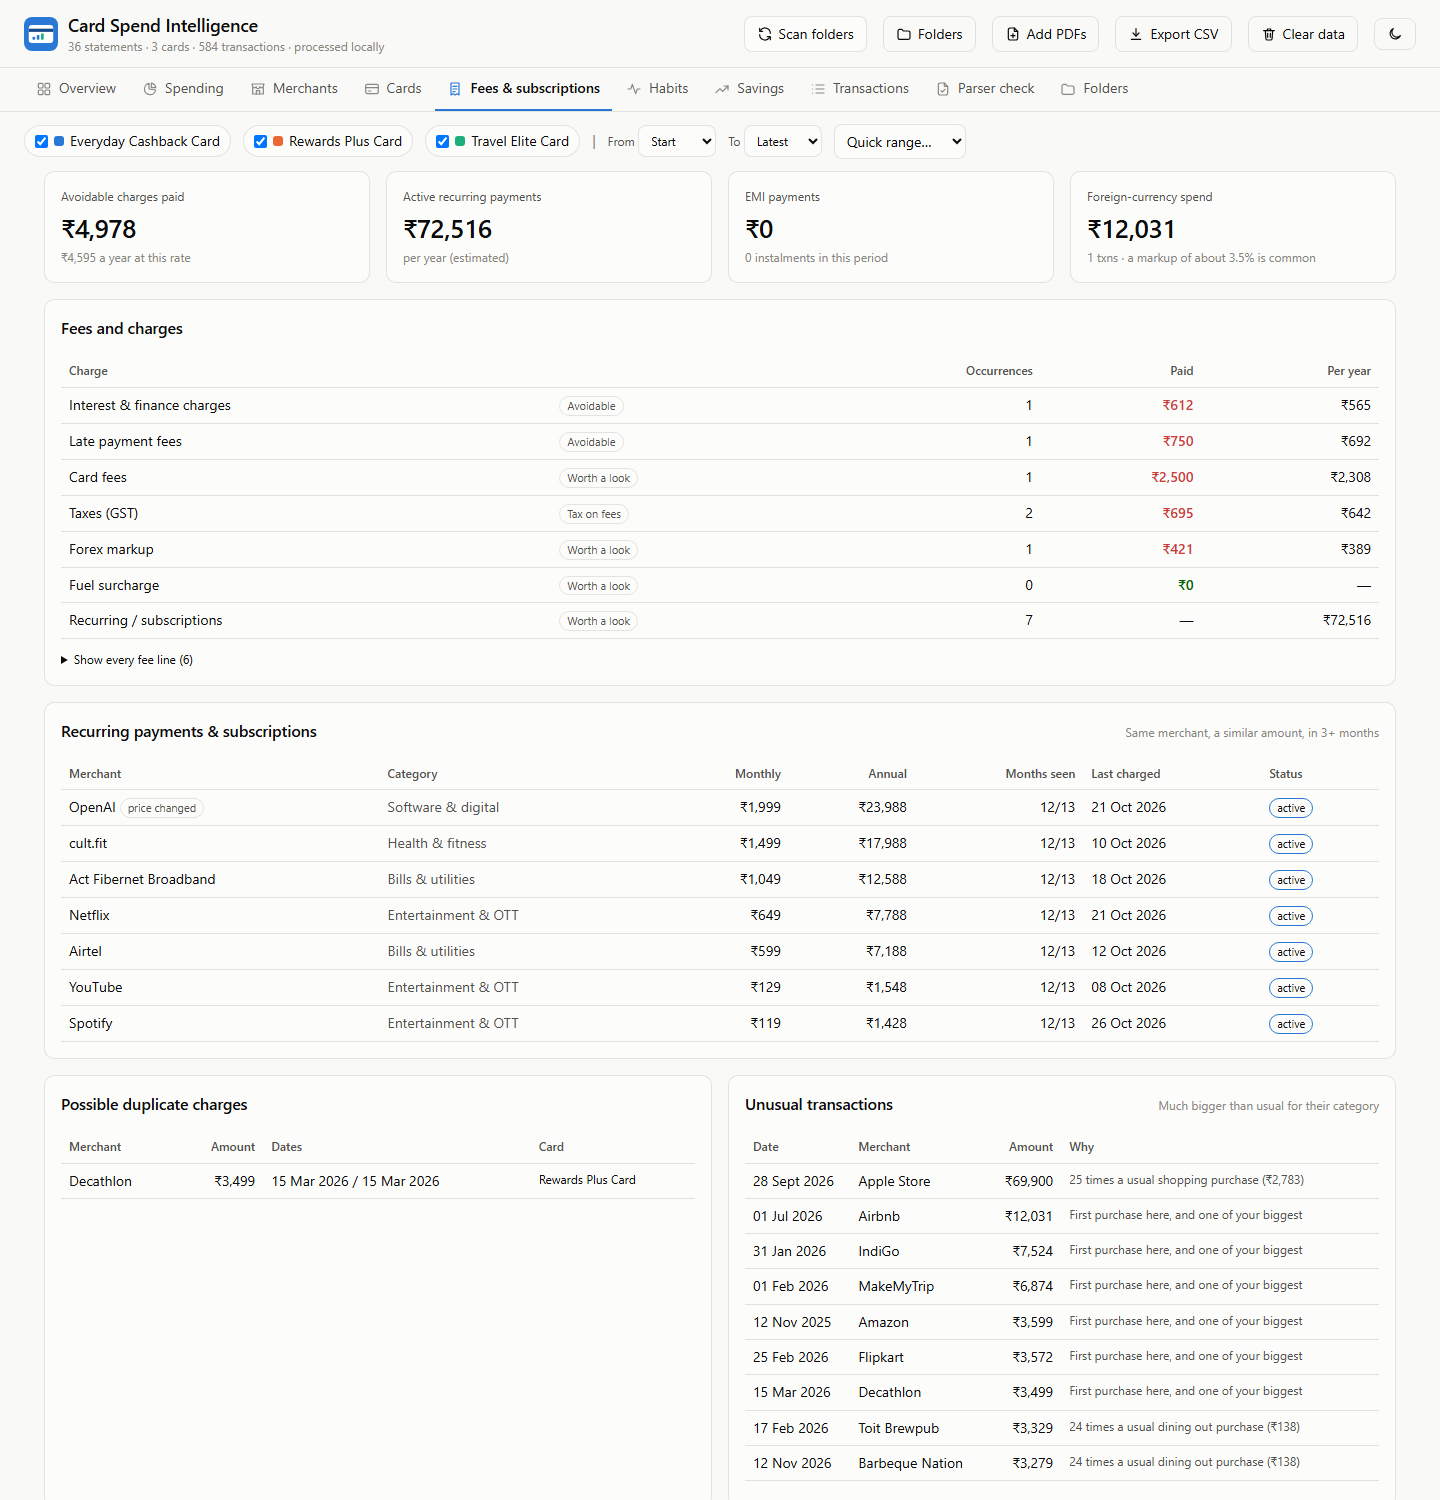 Card Spend Intelligence
36 statements · 3 cards · 584 transactions · processed locally
Scan folders
Folders
Add PDFs
Export CSV
Clear data
Overview
Spending
Merchants
Cards
Fees & subscriptions
Habits
Savings
Transactions
Parser check
Folders
Everyday Cashback Card
Rewards Plus Card
Travel Elite Card
| From Start To Latest Quick range...
Avoidable charges paid
₹4,978
₹4,595 a year at this rate
Active recurring payments
₹72,516
per year (estimated)
EMI payments
₹0
0 instalments in this period
Foreign-currency spend
₹12,031
1 txns · a markup of about 3.5% is common
Fees and charges
Charge Occurrences Paid Per year
Interest & finance charges Avoidable 1 ₹612 ₹565
Late payment fees Avoidable 1 ₹750 ₹692
Card fees Worth a look 1 ₹2,500 ₹2,308
Taxes (GST) Tax on fees 2 ₹695 ₹642
Forex markup Worth a look 1 ₹421 ₹389
Fuel surcharge Worth a look 0 ₹0 —
Recurring / subscriptions Worth a look 7 — ₹72,516
Show every fee line (6)
Recurring payments & subscriptions
Same merchant, a similar amount, in 3+ months
Merchant Category Monthly Annual Months seen Last charged Status
OpenAI price changed Software & digital ₹1,999 ₹23,988 12/13 21 Oct 2026 active
cult.fit Health & fitness ₹1,499 ₹17,988 12/13 10 Oct 2026 active
Act Fibernet Broadband Bills & utilities ₹1,049 ₹12,588 12/13 18 Oct 2026 active
Netflix Entertainment & OTT ₹649 ₹7,788 12/13 21 Oct 2026 active
Airtel Bills & utilities ₹599 ₹7,188 12/13 12 Oct 2026 active
YouTube Entertainment & OTT ₹129 ₹1,548 12/13 08 Oct 2026 active
Spotify Entertainment & OTT ₹119 ₹1,428 12/13 26 Oct 2026 active
Possible duplicate charges
Merchant Amount Dates Card
Decathlon ₹3,499 15 Mar 2026 / 15 Mar 2026 Rewards Plus Card
Unusual transactions
Much bigger than usual for their category
Date Merchant Amount Why
28 Sept 2026 Apple Store ₹69,900 25 times a usual shopping purchase (₹2,783)
01 Jul 2026 Airbnb ₹12,031 First purchase here, and one of your biggest
31 Jan 2026 IndiGo ₹7,524 First purchase here, and one of your biggest
01 Feb 2026 MakeMyTrip ₹6,874 First purchase here, and one of your biggest
12 Nov 2025 Amazon ₹3,599 First purchase here, and one of your biggest
25 Feb 2026 Flipkart ₹3,572 First purchase here, and one of your biggest
15 Mar 2026 Decathlon ₹3,499 First purchase here, and one of your biggest
17 Feb 2026 Toit Brewpub ₹3,329 24 times a usual dining out purchase (₹138)
12 Nov 2026 Barbeque Nation ₹3,279 24 times a usual dining out purchase (₹138)